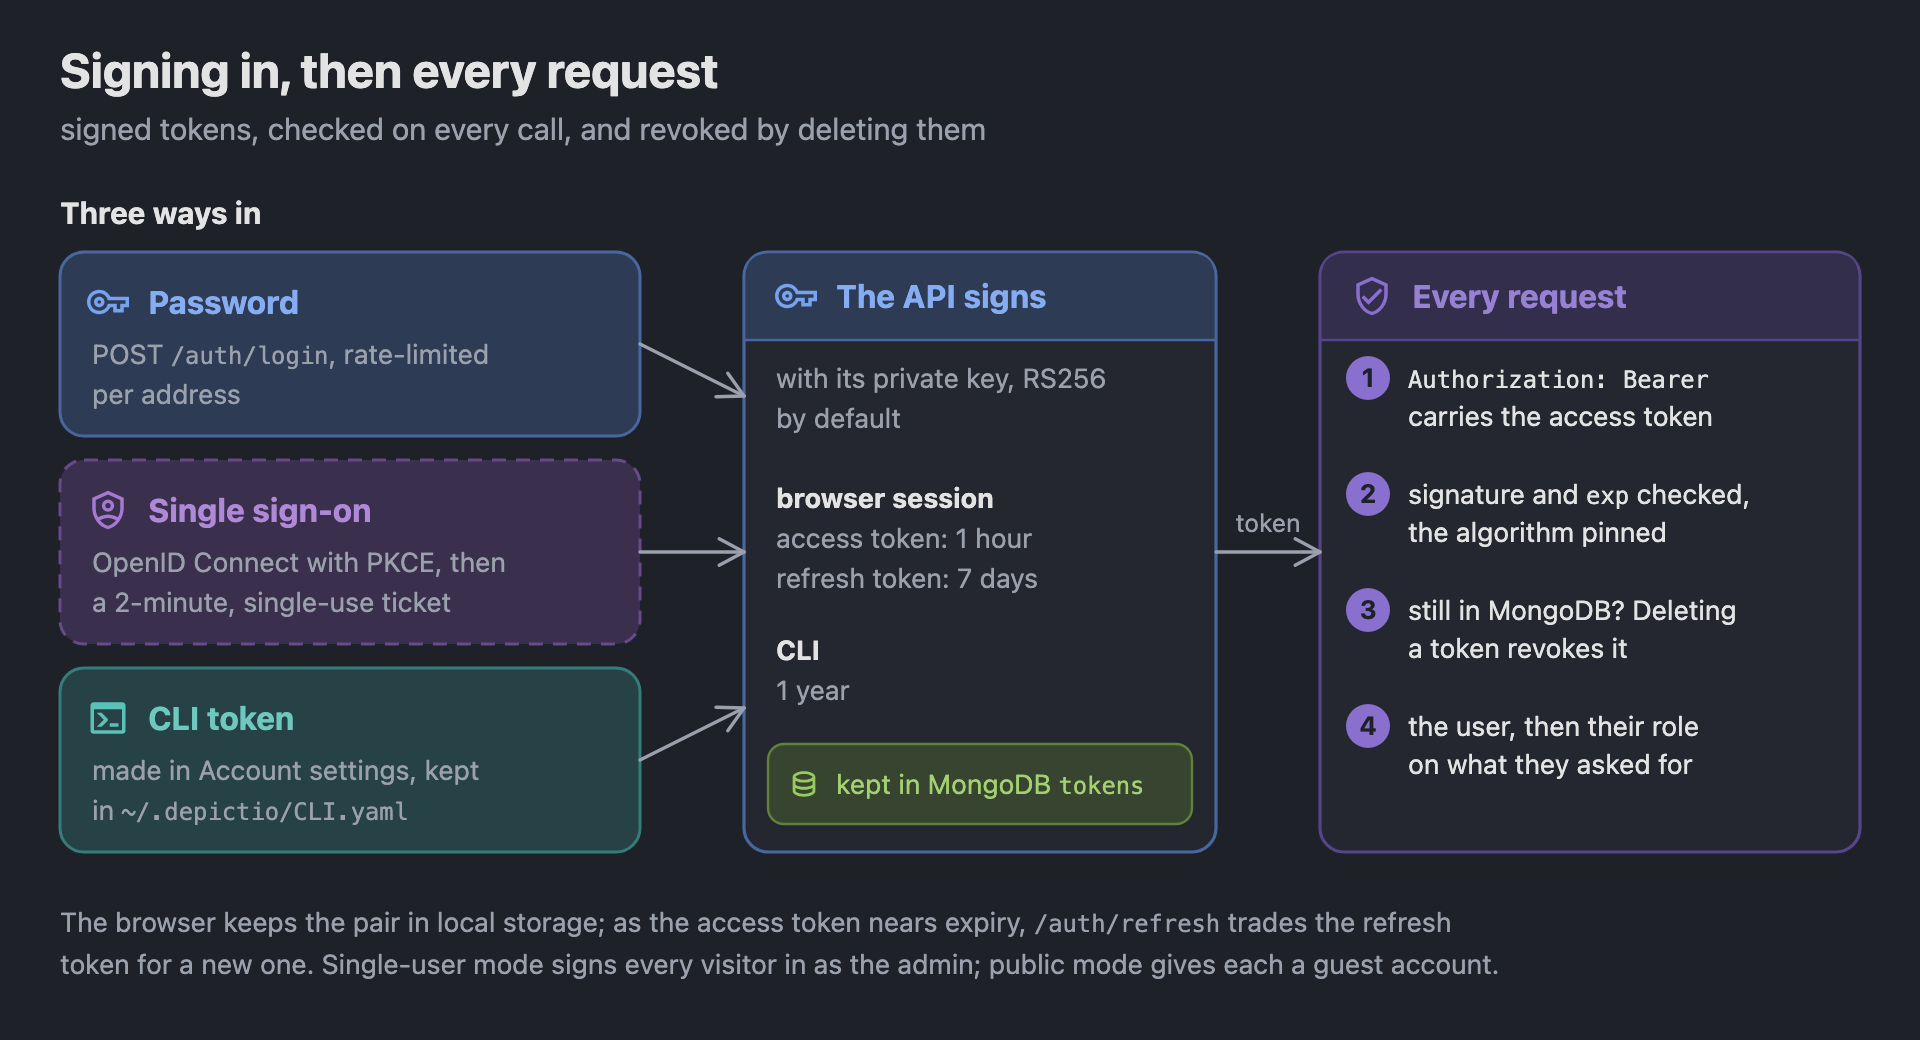 Signing in, then every request
signed tokens, checked on every call, and revoked by deleting them
Three ways in
Password
POST /auth/login, rate-limited
per address
Single sign-on
OpenID Connect with PKCE, then
a 2-minute, single-use ticket
CLI token
made in Account settings, kept
in ~/.depictio/CLI.yaml
The API signs
with its private key, RS256
by default
browser session
access token: 1 hour
refresh token: 7 days
CLI
1 year
kept in MongoDB tokens
token
Every request
1
Authorization: Bearer
carries the access token
2
signature and exp checked,
the algorithm pinned
3
still in MongoDB? Deleting
a token revokes it
4
the user, then their role
on what they asked for
The browser keeps the pair in local storage; as the access token nears expiry, /auth/refresh trades the refresh
token for a new one. Single-user mode signs every visitor in as the admin; public mode gives each a guest account.